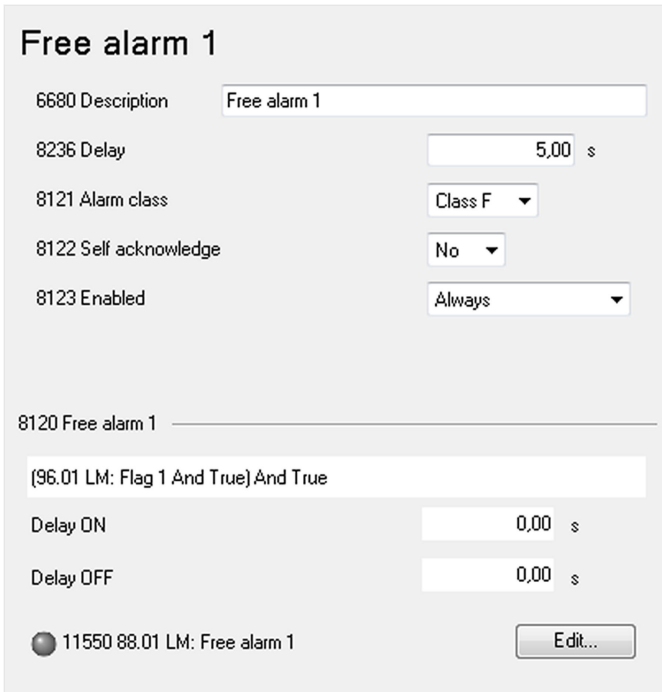 Free alarm 1
6680 Description Free alarm 1
8236 Delay 5,00 s
8121 Alarm class Class F
8122 Self acknowledge No
8123 Enabled Always
8120 Free alarm 1
(96.01 LM: Flag 1 And True) And True
Delay ON 0,00 s
Delay OFF 0,00 s
11550 88.01 LM: Free alarm 1 Edit...